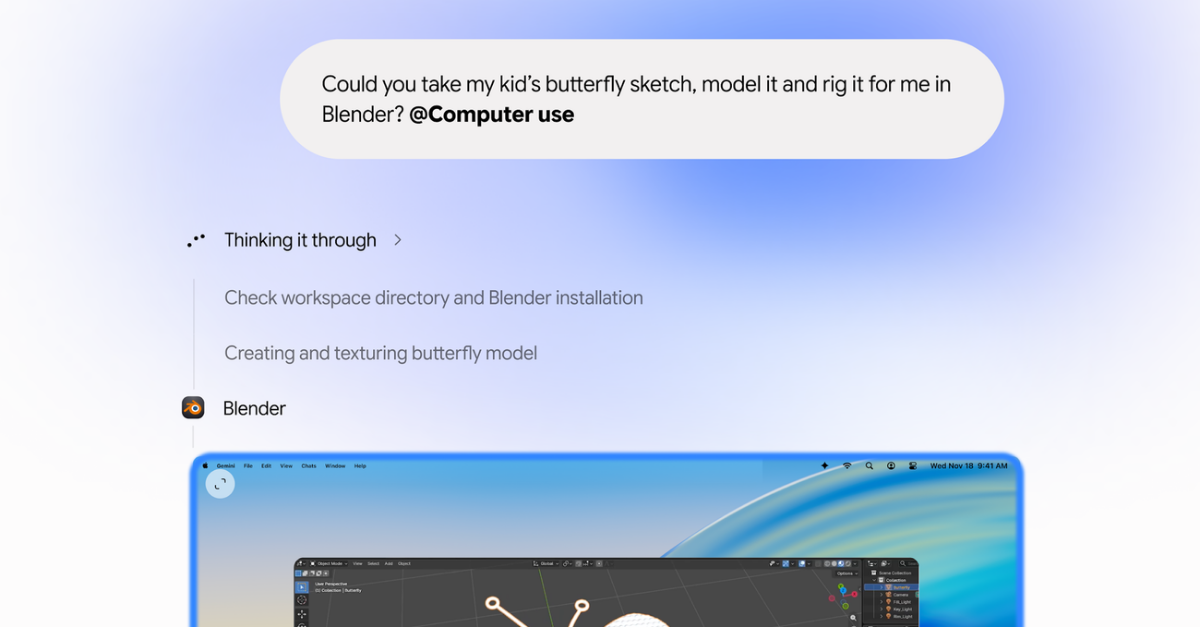 Could you take my kid’s butterfly sketch, model it and rig it for me in
Blender? @Computer use
Thinking it through
Check workspace directory and Blender installation
Creating and texturing butterfly model
Blender
Gemini File Edit View Chats Window Help
Wed Nov 18 9:41 AM
Object Mode View Select Add Object
Global
Options
User Perspective
Scene Collection
Collection
Butterfly
Camera
Key_Light